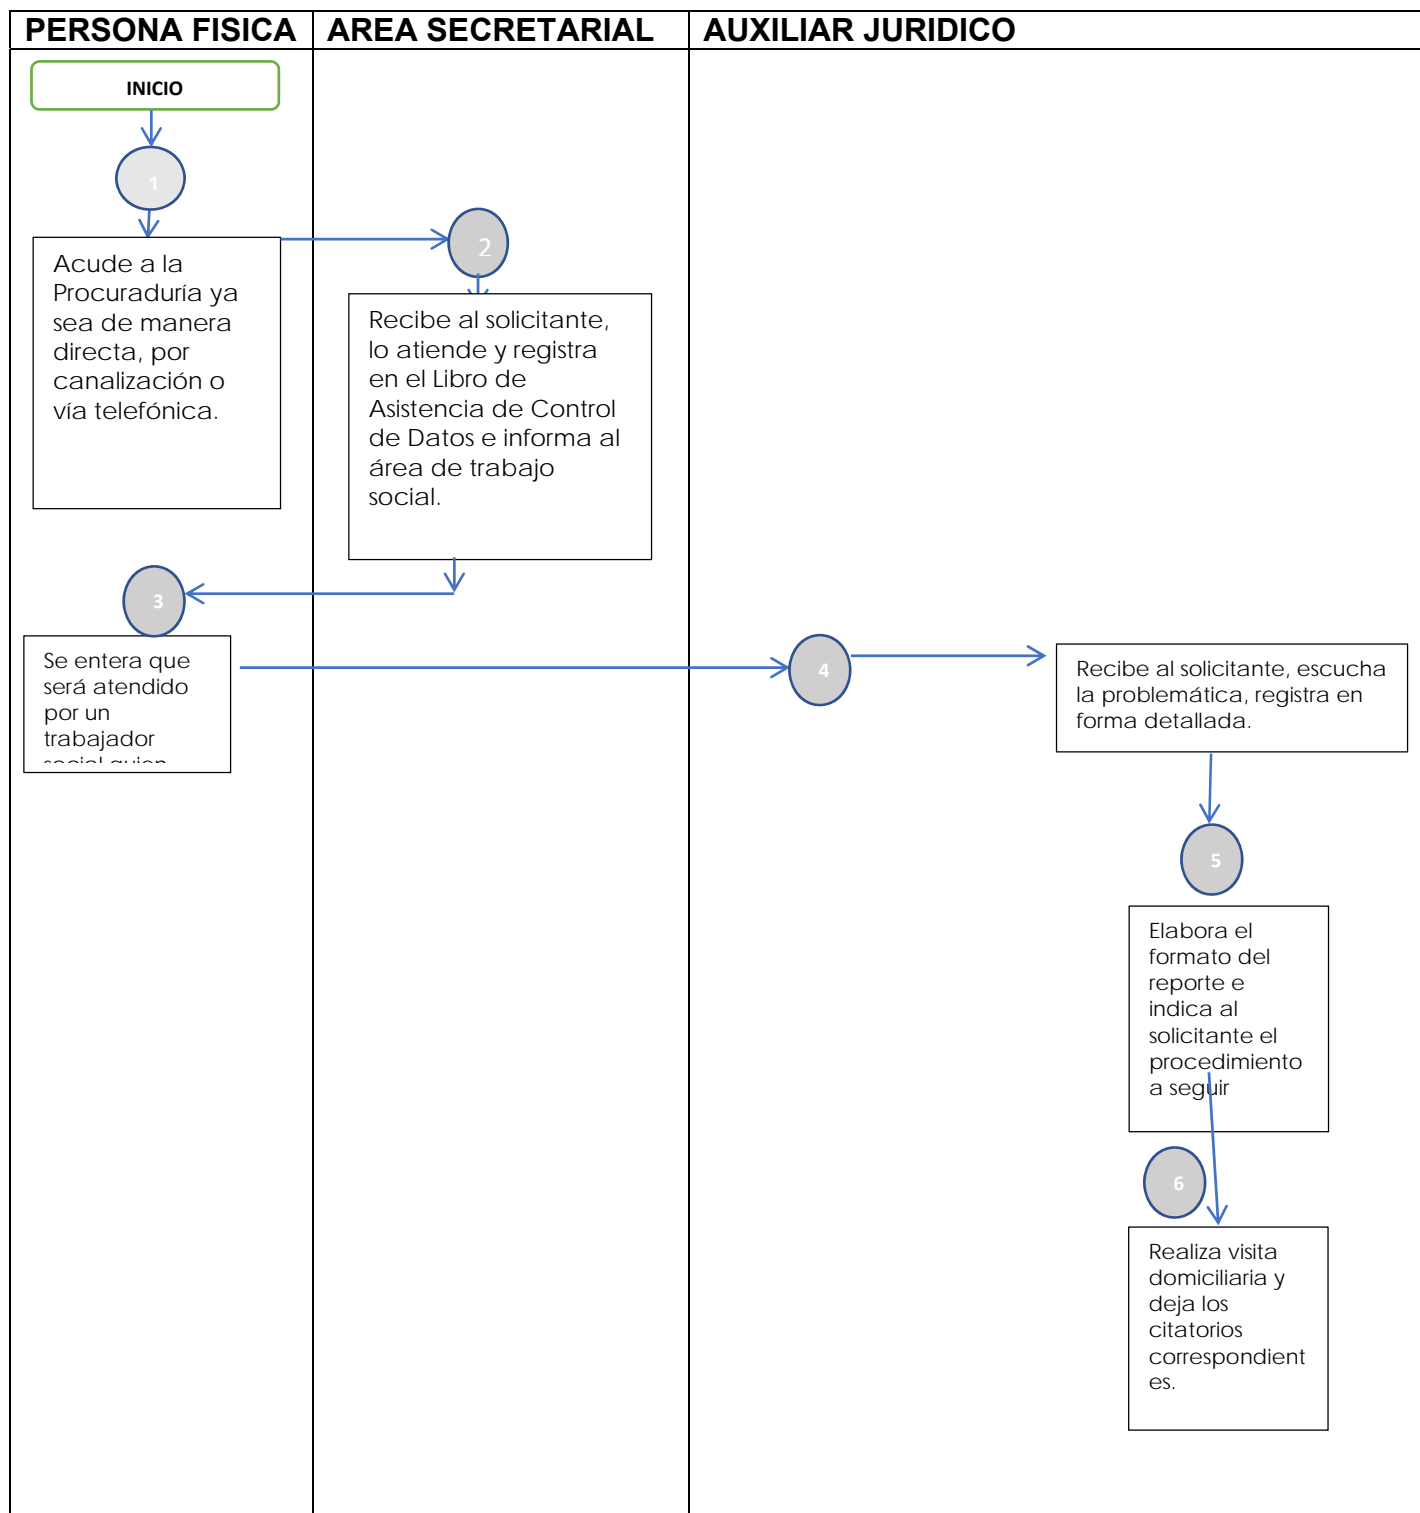 PERSONA FISICA
AREA SECRETARIAL
AUXILIAR JURIDICO
INICIO
1
2
Acude a la
Procuraduría ya
sea de manera
directa, por
canalización o
vía telefónica.
Recibe al solicitante,
lo atiende y registra
en el Libro de
Asistencia de Control
de Datos e informa al
área de trabajo
social.
3
Se entera que
será atendido
por un
trabajador
social quien
4
Recibe al solicitante, escucha
la problemática, registra en
forma detallada.
5
Elabora el
formato del
reporte e
indica al
solicitante el
procedimiento
a seguir
6
Realiza visita
domiciliaria y
deja los
citatorios
correspondient
es.